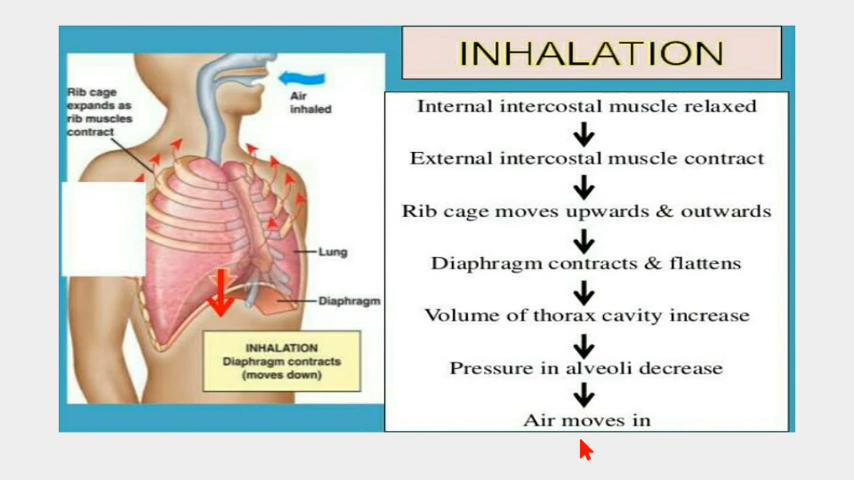 INHALATION
Rib cage
expands as
rib muscles
contract
Air
inhaled
Lung
Diaphragm
INHALATION
Diaphragm contracts
(moves down)
Internal intercostal muscle relaxed
External intercostal muscle contract
Rib cage moves upwards & outwards
Diaphragm contracts & flattens
Volume of thorax cavity increase
Pressure in alveoli decrease
Air moves in